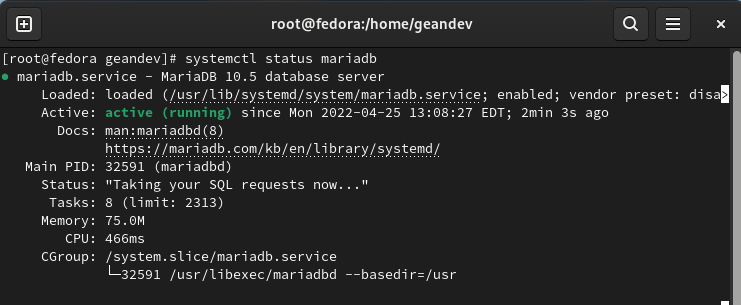 root@fedora:/home/geandev
[root@fedora geandev]# systemctl status mariadb
● mariadb.service - MariaDB 10.5 database server
Loaded: loaded (/usr/lib/systemd/system/mariadb.service; enabled; vendor preset: disa>
Active: active (running) since Mon 2022-04-25 13:08:27 EDT; 2min 3s ago
Docs: man:mariadbd(8)
https://mariadb.com/kb/en/library/systemd/
Main PID: 32591 (mariadbd)
Status: "Taking your SQL requests now..."
Tasks: 8 (limit: 2313)
Memory: 75.0M
CPU: 466ms
CGroup: /system.slice/mariadb.service
└─32591 /usr/libexec/mariadbd --basedir=/usr